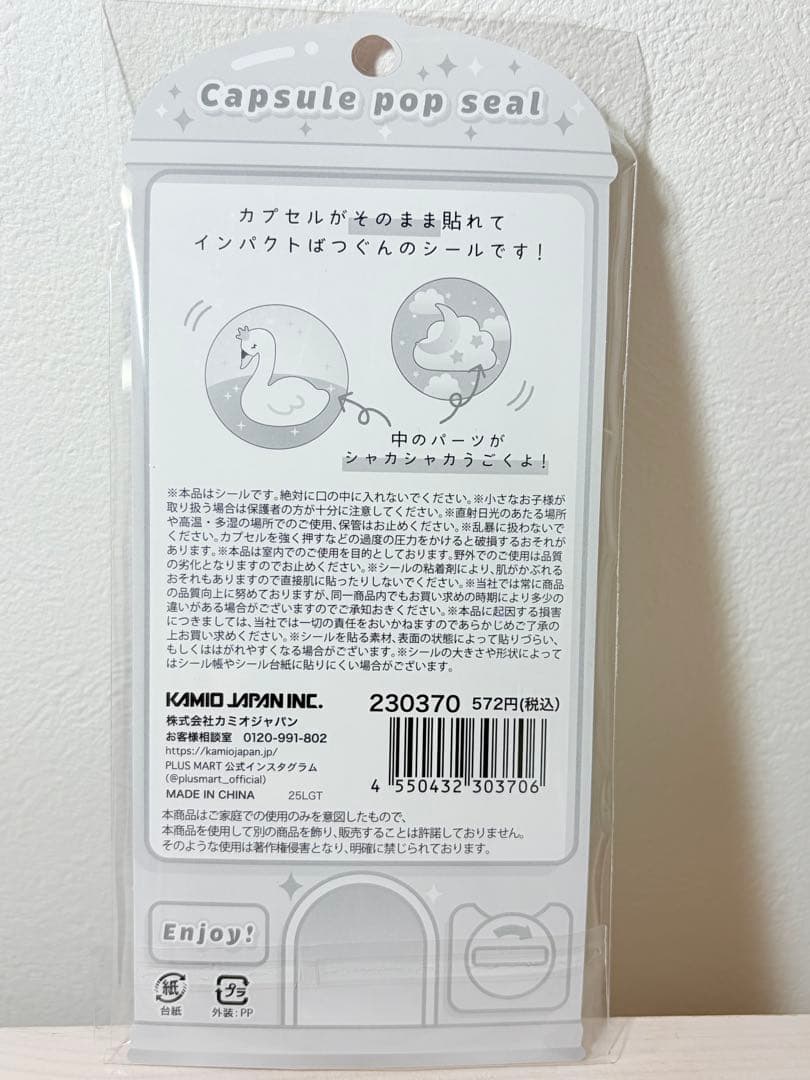 Capsule pop seal
カプセルがそのまま貼れて
インパクトばつぐんのシールです！
中のパーツが
シャカシャカうごくよ！
※本品はシールです。絶対に口の中に入れないでください。※小さなお子様が
取り扱う場合は保護者の方が十分に注意してください。※直射日光のあたる場所
や高温・多湿の場所でのご使用、保管はお止めください。※乱暴に扱わないで
ください。カプセルを強く押すなどの過度の圧力をかけると破損するおそれが
あります。※本品は室内でのご使用を目的としております。野外でのご使用は品質
の劣化となりますのでお止めください。※シールの粘着剤により、肌がかぶれる
おそれもありますので直接肌に貼ったりしないでください。※当社では常に商品
の品質向上に努めておりますが、同一商品内でもお買い求めの時期により多少の
違いがある場合がございますのでご承知おきください。※本品に起因する損害
につきましては、当社では一切の責任をおいかねますのであらかじめご了承の
上お買い求めください。※シールを貼る素材、表面の状態によって貼りづらい、
もしくははがれやすくなる場合がございます。※シールの大きさや形状によって
はシール帳やシール台紙に貼りにくい場合がございます。
KAMIO JAPAN INC.
株式会社カミオジャパン
お客様相談室 0120-991-802
https://kamiojapan.jp/
PLUS MART 公式インスタグラム
(@plusmart_official)
MADE IN CHINA 25LGT
230370 572円(税込)
4 550432 303706
本商品はご家庭での使用のみを意図したもので、
本商品を使用して別の商品を飾り、販売することは許諾しておりません。
そのような使用は著作権侵害となり、明確に禁じられております。
Enjoy!
紙
台紙
プラ
外装:PP